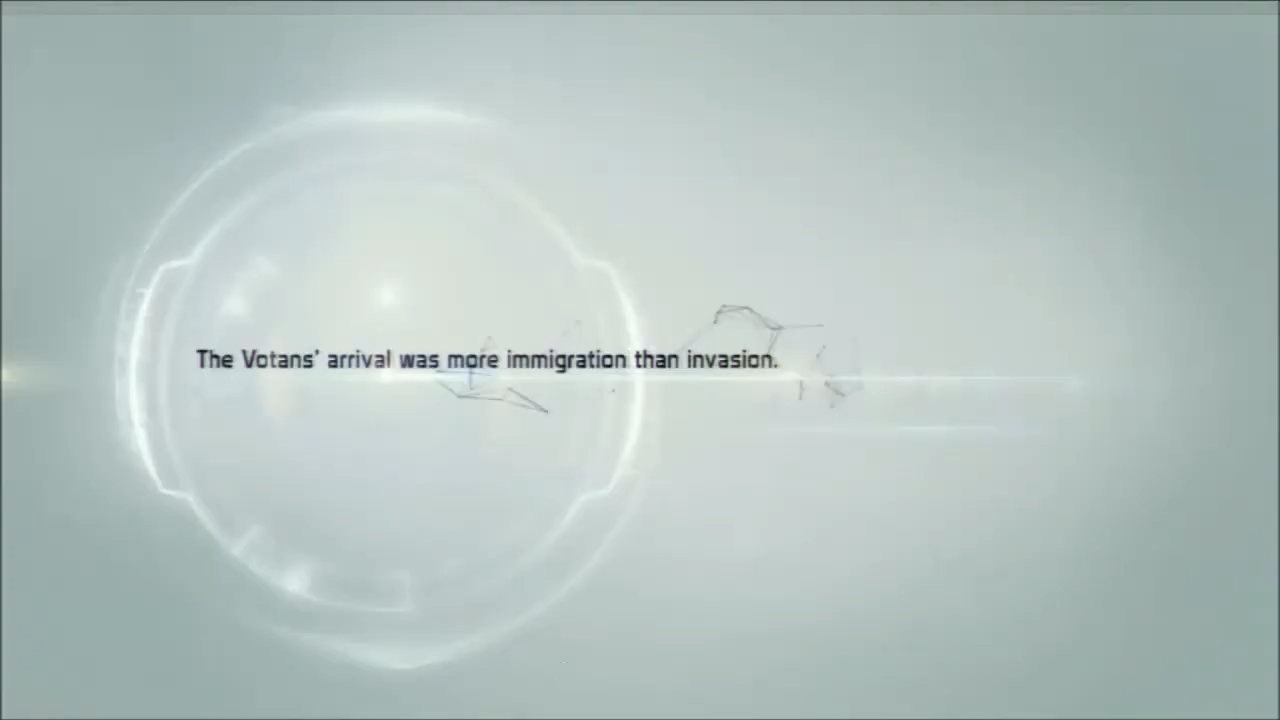 The Votans' arrival was more immigration than invasion.